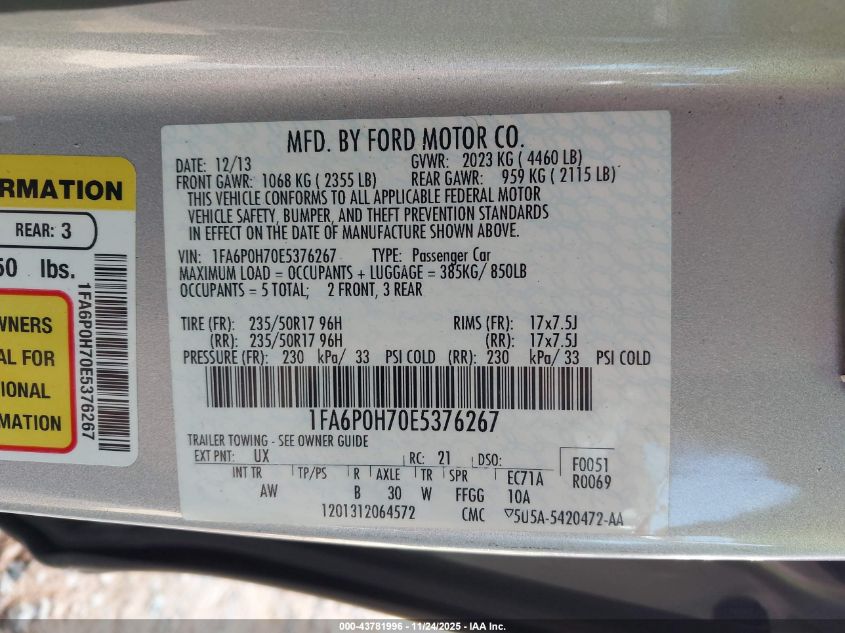 RMATION
REAR: 3
50 lbs.
WNERS
AL FOR
IONAL
MATION
1FA6P0H70E5376267
MFD. BY FORD MOTOR CO.
DATE: 12/13 GVWR: 2023 KG ( 4460 LB)
FRONT GAWR: 1068 KG ( 2355 LB) REAR GAWR: 959 KG ( 2115 LB)
THIS VEHICLE CONFORMS TO ALL APPLICABLE FEDERAL MOTOR
VEHICLE SAFETY, BUMPER, AND THEFT PREVENTION STANDARDS
IN EFFECT ON THE DATE OF MANUFACTURE SHOWN ABOVE.
VIN: 1FA6P0H70E5376267 TYPE: Passenger Car
MAXIMUM LOAD = OCCUPANTS + LUGGAGE = 385KG/ 850LB
OCCUPANTS = 5 TOTAL; 2 FRONT, 3 REAR
TIRE (FR): 235/50R17 96H RIMS (FR): 17x7.5J
(RR): 235/50R17 96H (RR): 17x7.5J
PRESSURE (FR): 230 kPa/ 33 PSI COLD (RR): 230 kPa/ 33 PSI COLD
1FA6P0H70E5376267
TRAILER TOWING - SEE OWNER GUIDE
EXT PNT: UX RC: 21 DSO: F0051
INT TR TP/PS R AXLE TR SPR EC71A R0069
AW B 30 W FFGG 10A
1201312064572 CMC 5U5A-5420472-AA
000-43781996 - 11/24/2025 - IAA Inc.